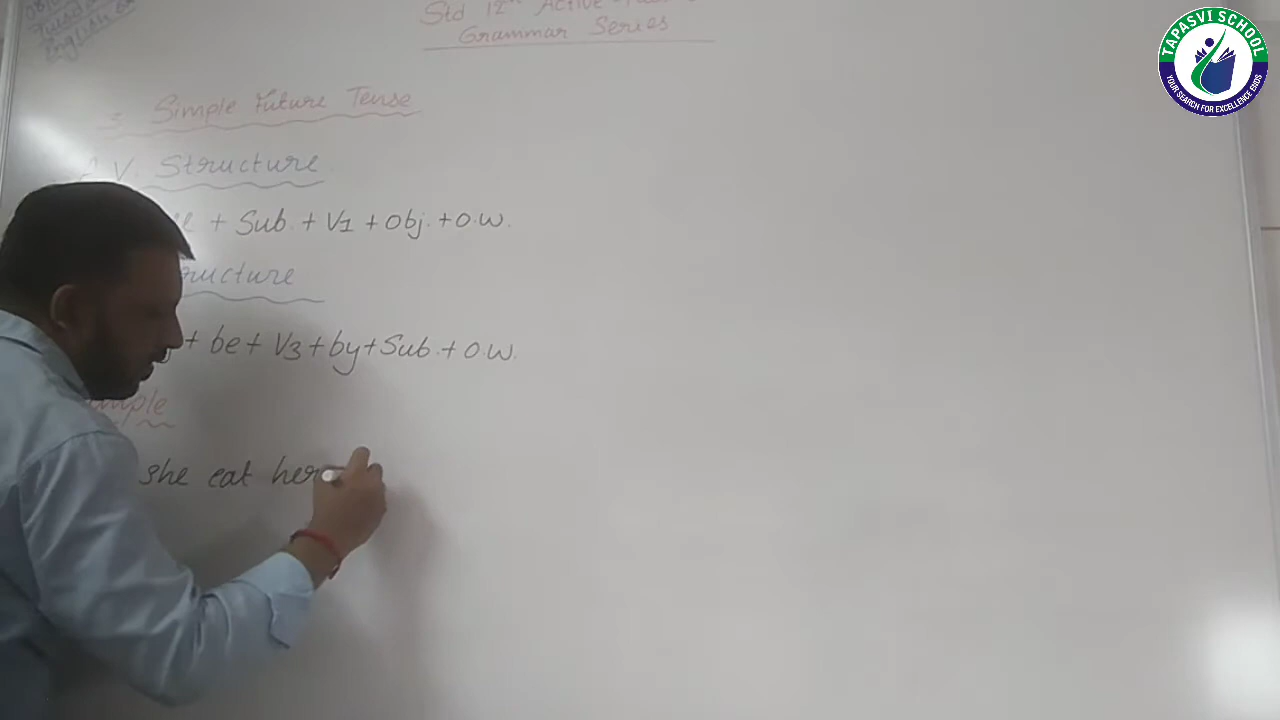 Std 12th Active
Grammar Series
English
Simple Future Tense
V. Structure
+ Sub. + V1 + Obj. + O.W.
ructure
+ be + V3 + by + Sub. + O.W.
mple
she eat her
TAPASVI SCHOOL
YOUR SEARCH FOR EXCELLENCE ENDS